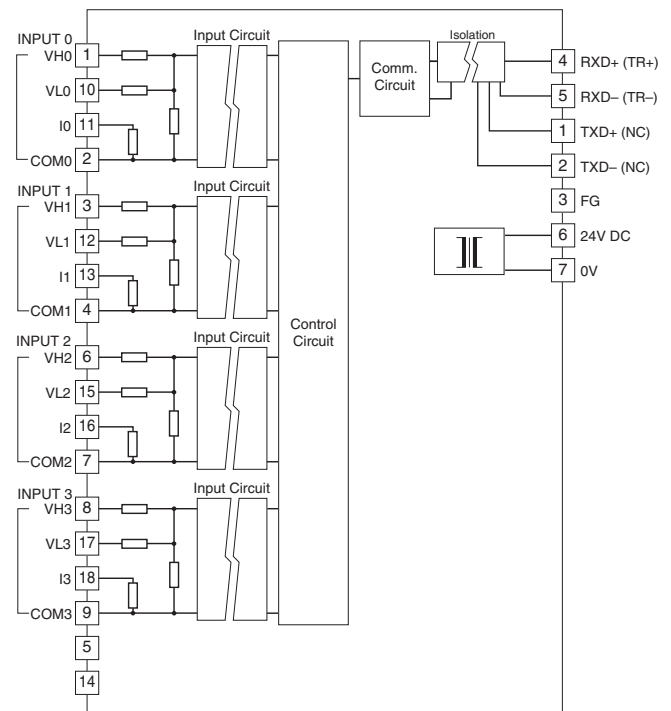 INPUT 0
Input Circuit
VH0 1
VL0 10
I0 11
COM0 2
INPUT 1
Input Circuit
VH1 3
VL1 12
I1 13
COM1 4
INPUT 2
Input Circuit
VH2 6
VL2 15
I2 16
COM2 7
INPUT 3
Input Circuit
VH3 8
VL3 17
I3 18
COM3 9
5
14
Control
Circuit
Comm.
Circuit
Isolation
4 RXD+ (TR+)
5 RXD– (TR–)
1 TXD+ (NC)
2 TXD– (NC)
3 FG
6 24V DC
7 0V